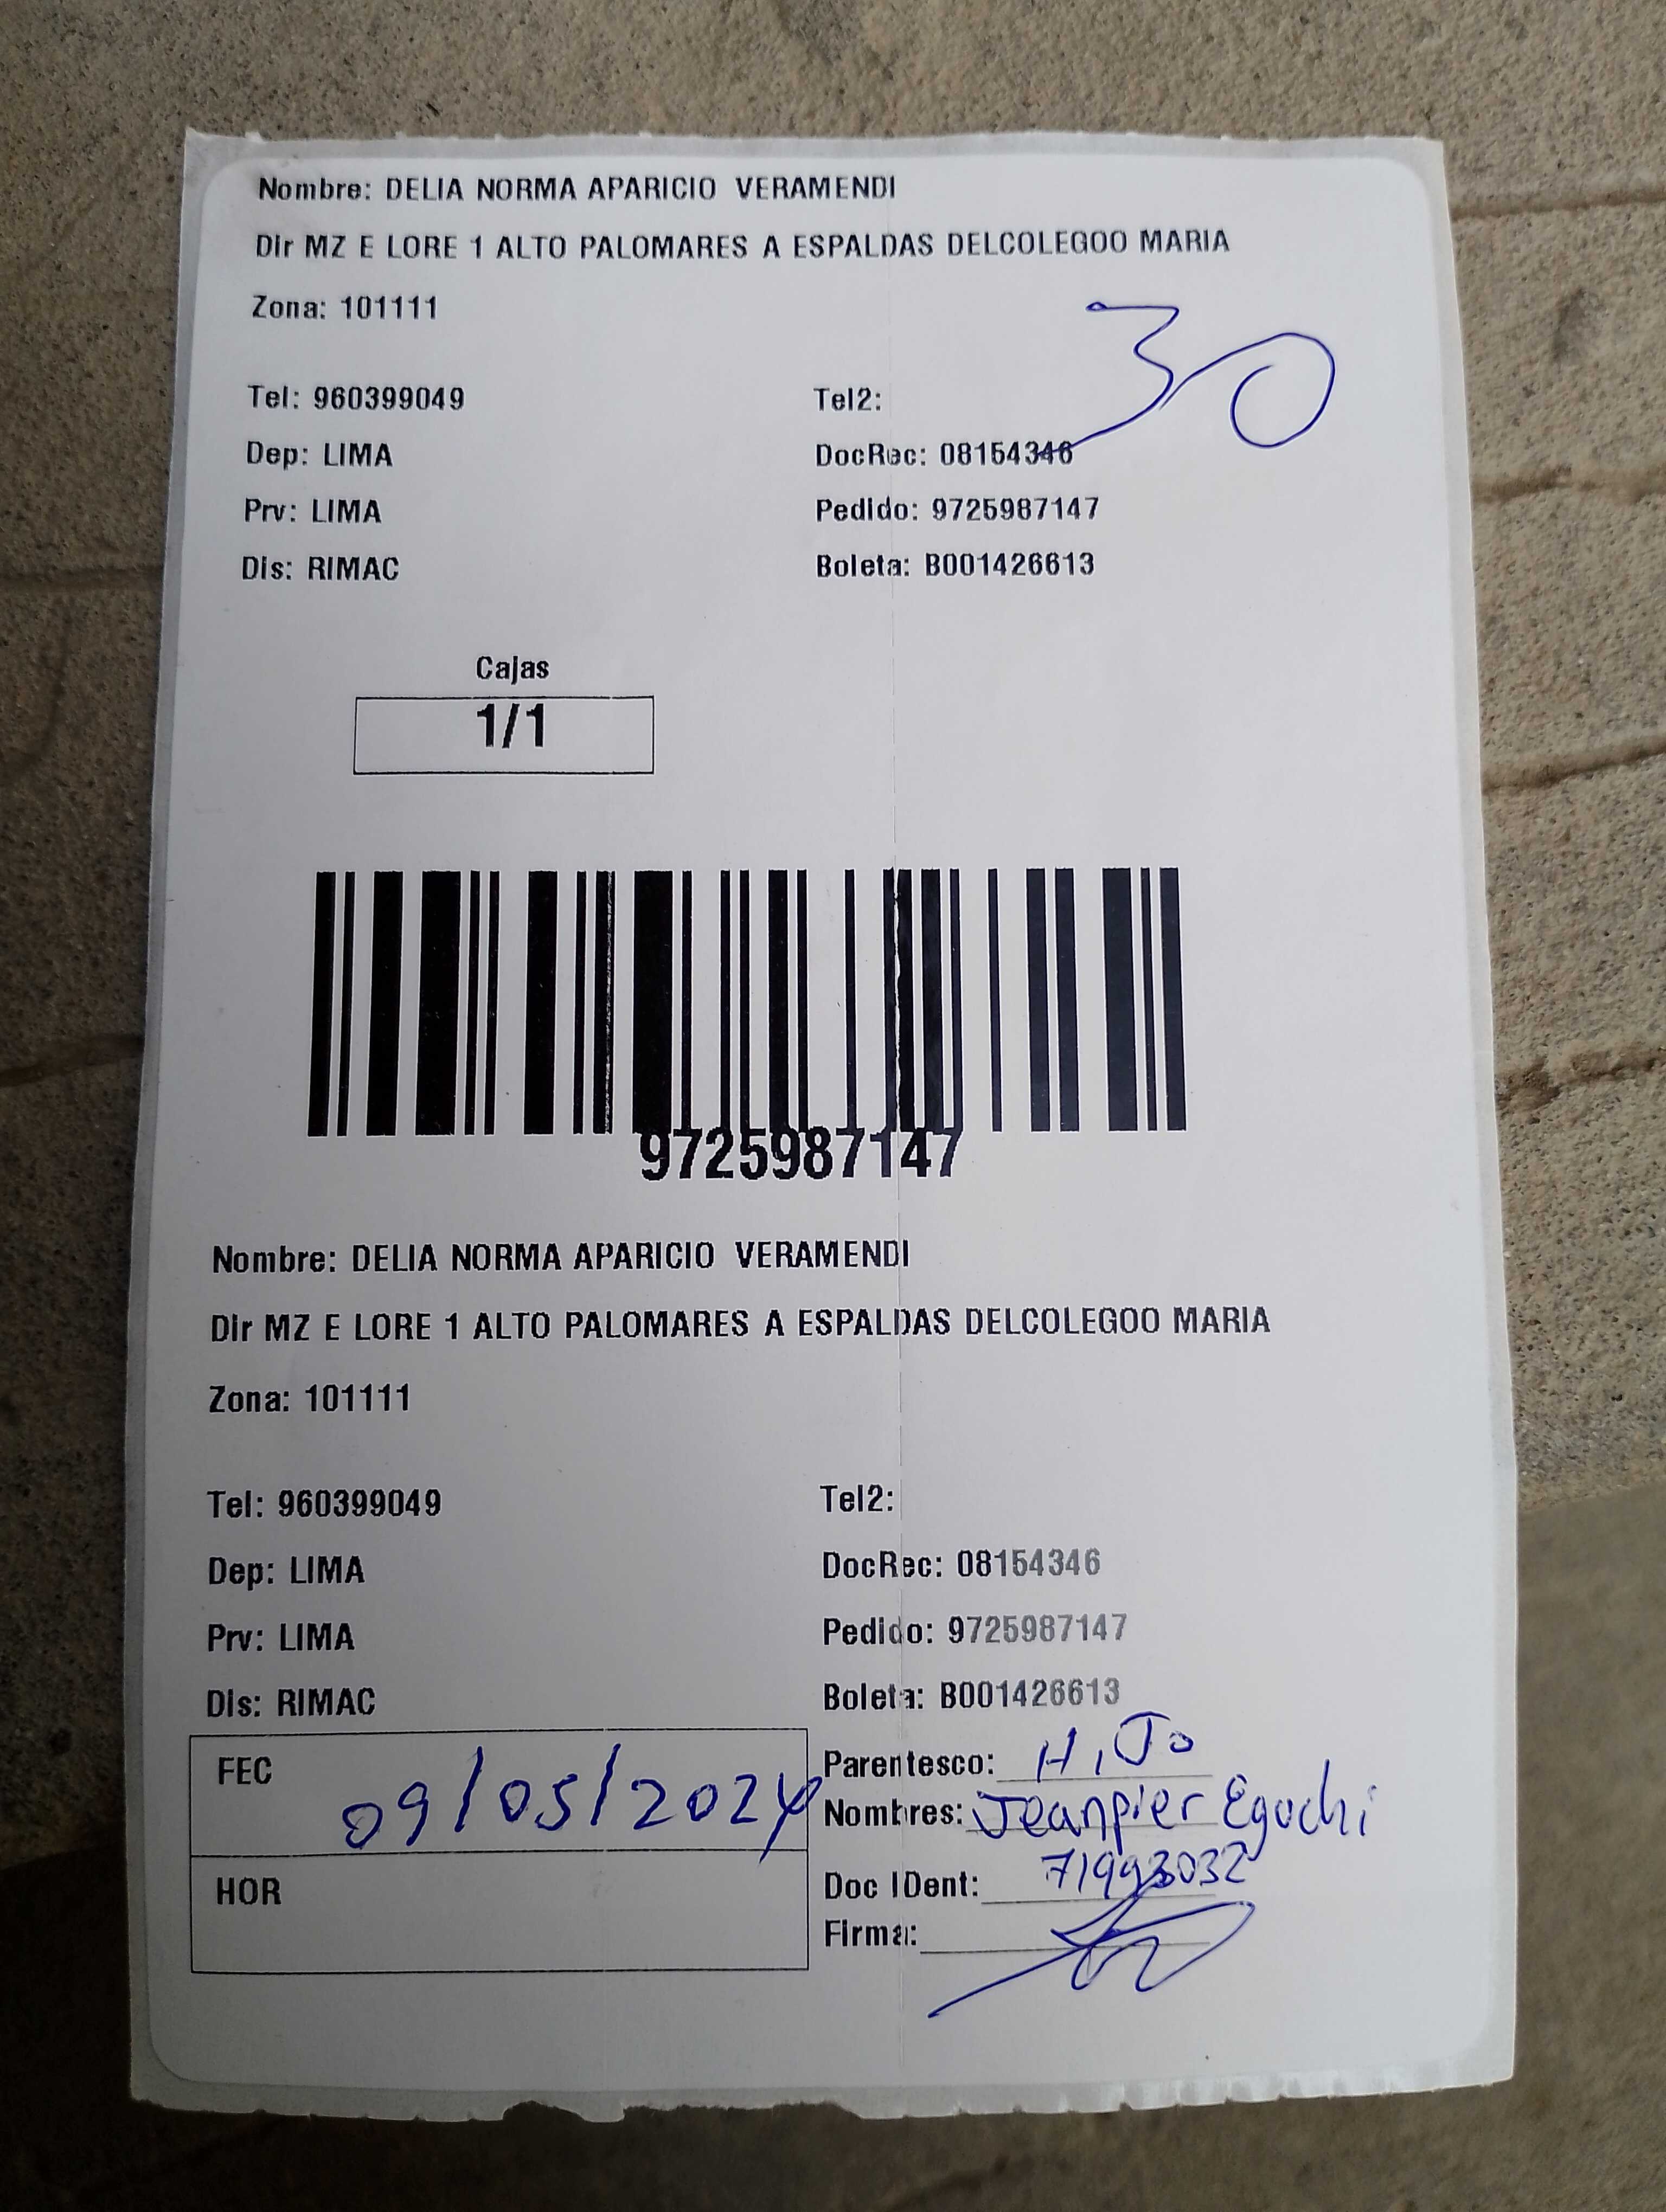 Nombre: DELIA NORMA APARICIO VERAMENDI
Dir MZ E LORE 1 ALTO PALOMARES A ESPALDAS DELCOLEGOO MARIA
Zona: 101111
30
Tel: 960399049 Tel2:
Dep: LIMA DocRec: 08154346
Prv: LIMA Pedido: 9725987147
Dis: RIMAC Boleta: B001426613
Cajas
1/1
9725987147
Nombre: DELIA NORMA APARICIO VERAMENDI
Dir MZ E LORE 1 ALTO PALOMARES A ESPALDAS DELCOLEGOO MARIA
Zona: 101111
Tel: 960399049 Tel2:
Dep: LIMA DocRec: 08154346
Prv: LIMA Pedido: 9725987147
Dis: RIMAC Boleta: B001426613
FEC 09/05/2024 Parentesco: HiJo
Nombres: Jeanpier Eguchi
HOR Doc IDent: 71993032
Firma: